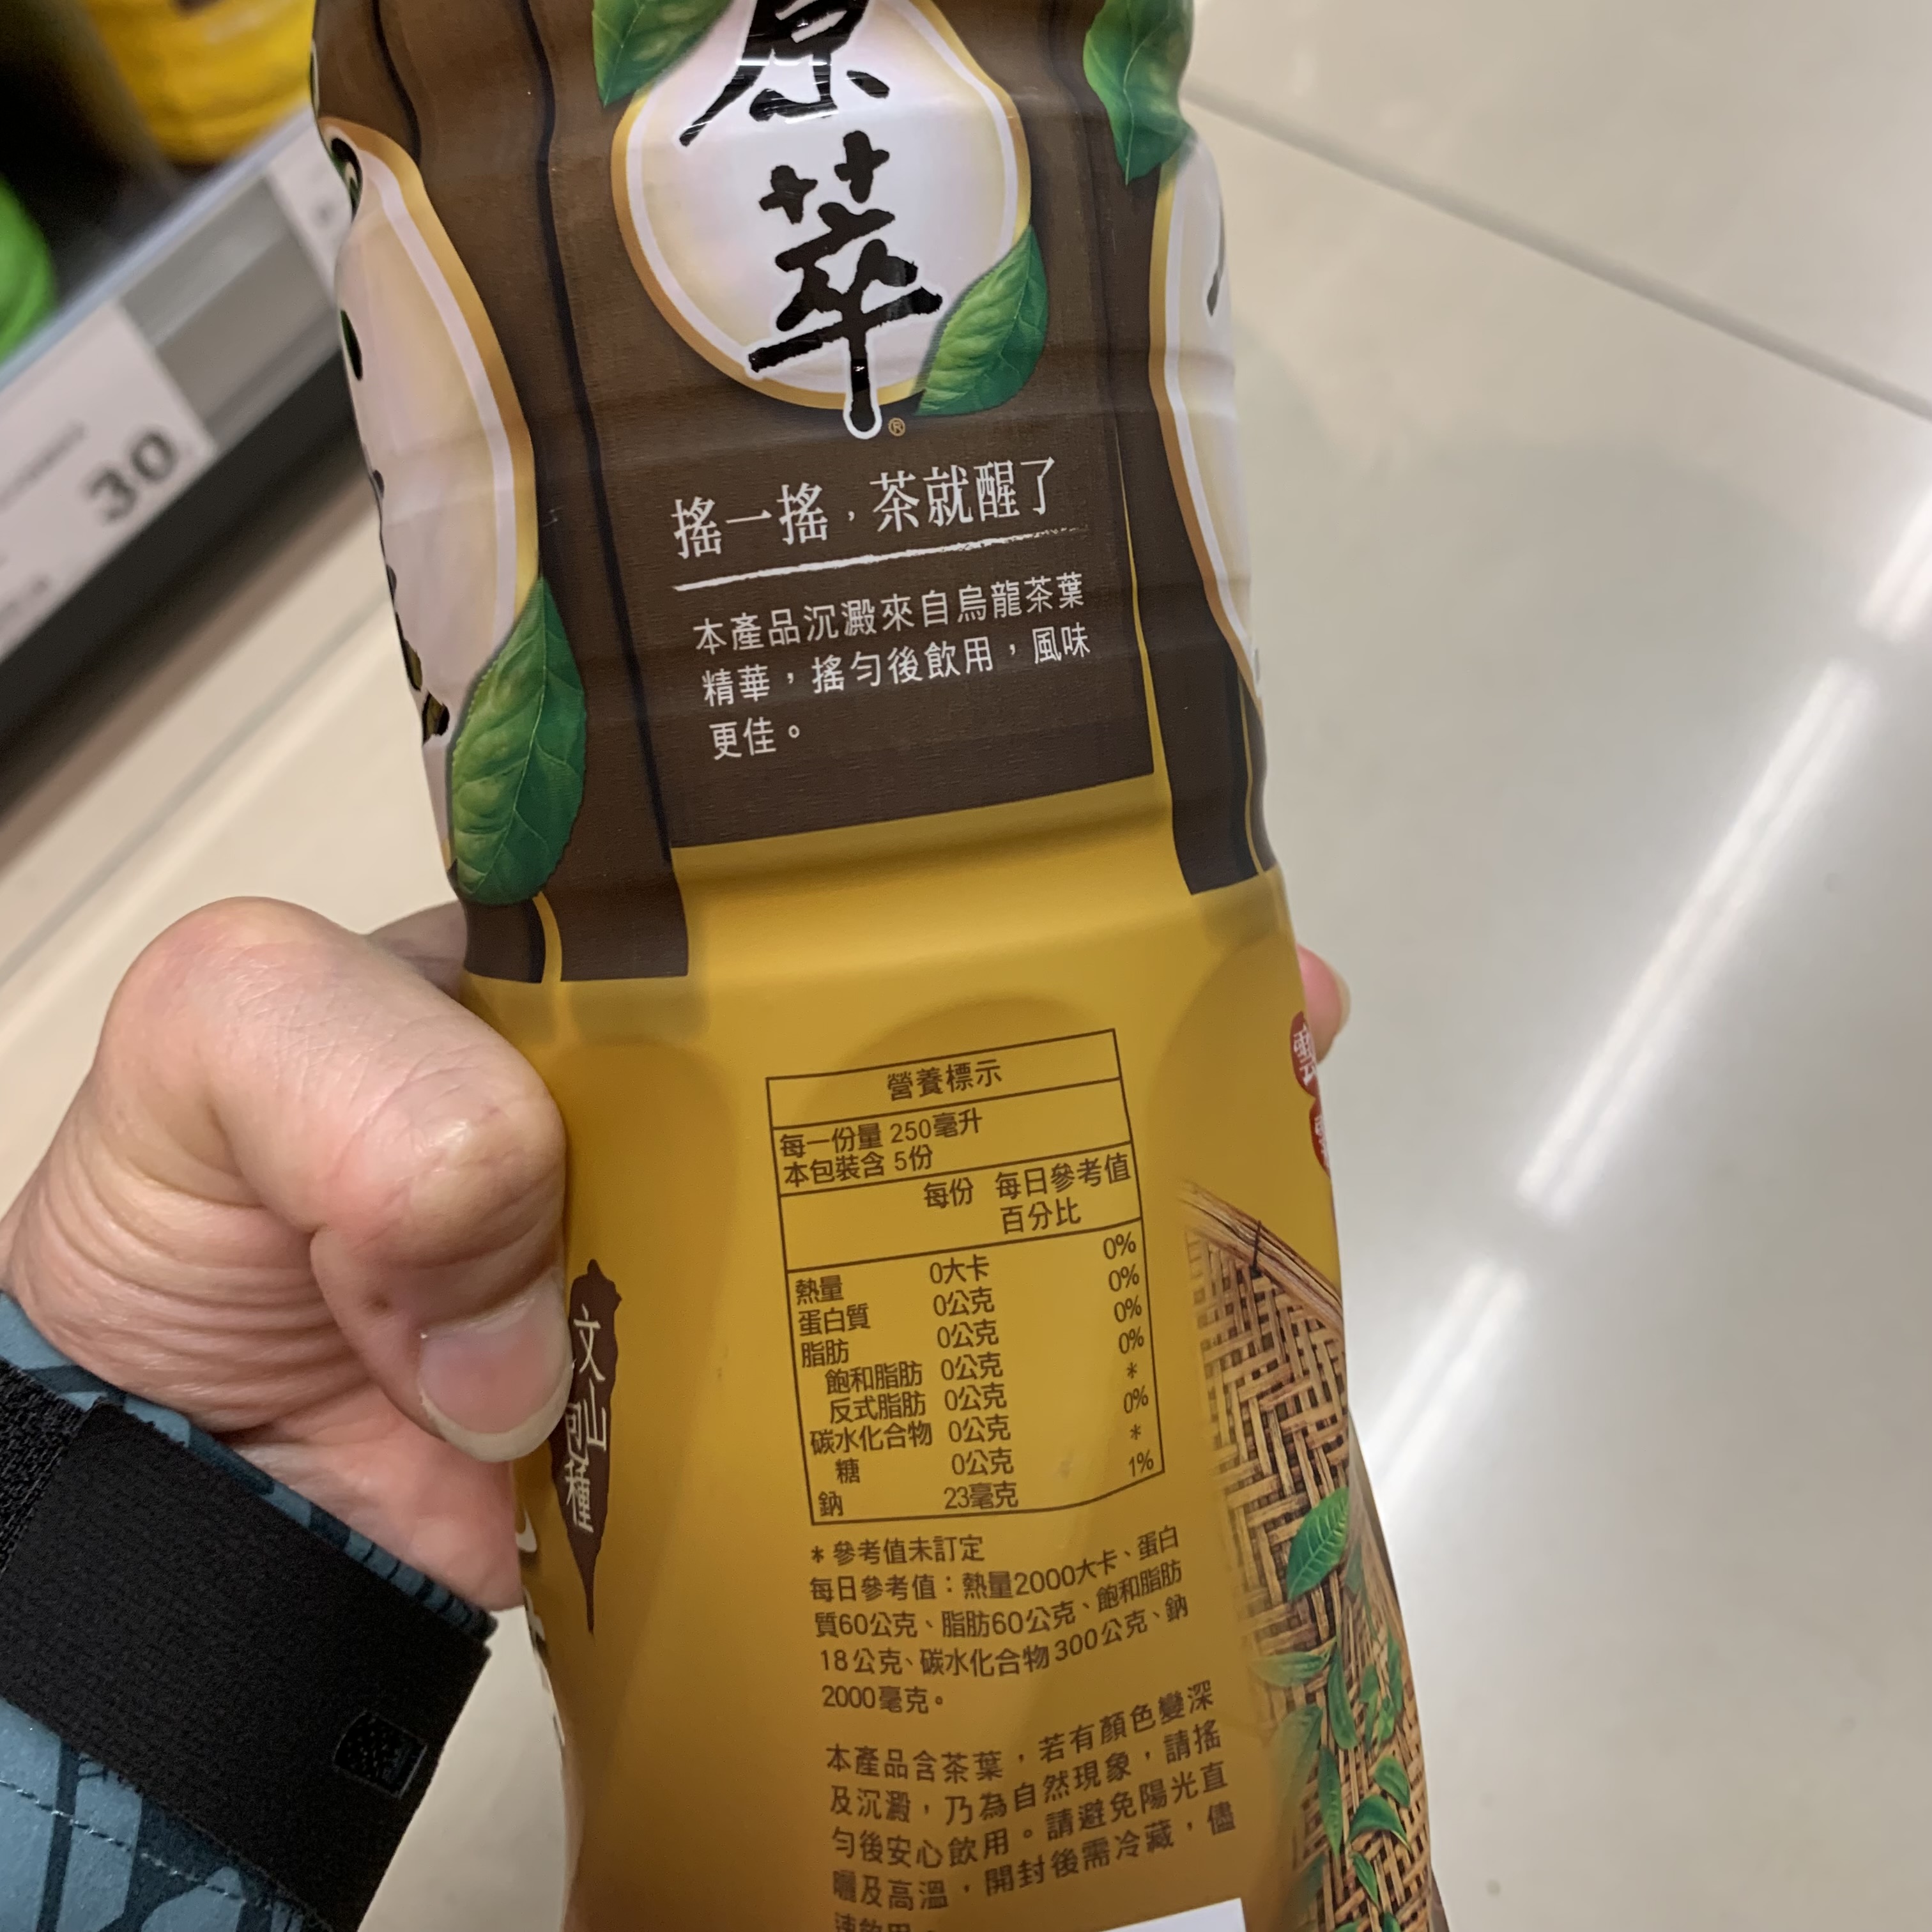 30
原
萃
®
搖一搖，茶就醒了
本產品沉澱來自烏龍茶葉
精華，搖勻後飲用，風味
更佳。
營養標示
每一份量 250毫升
本包裝含 5份
每份 每日參考值
百分比
熱量 0大卡 0%
蛋白質 0公克 0%
脂肪 0公克 0%
飽和脂肪 0公克 0%
反式脂肪 0公克 *
碳水化合物 0公克 0%
糖 0公克 *
鈉 23毫克 1%
*參考值未訂定
每日參考值：熱量2000大卡、蛋白
質60公克、脂肪60公克、飽和脂肪
18公克、碳水化合物300公克、鈉
2000毫克。
本產品含茶葉，若有顏色變深
及沉澱，乃為自然現象，請搖
勻後安心飲用。請避免陽光直
曬及高溫，開封後需冷藏，儘
速飲用。
文山
包種